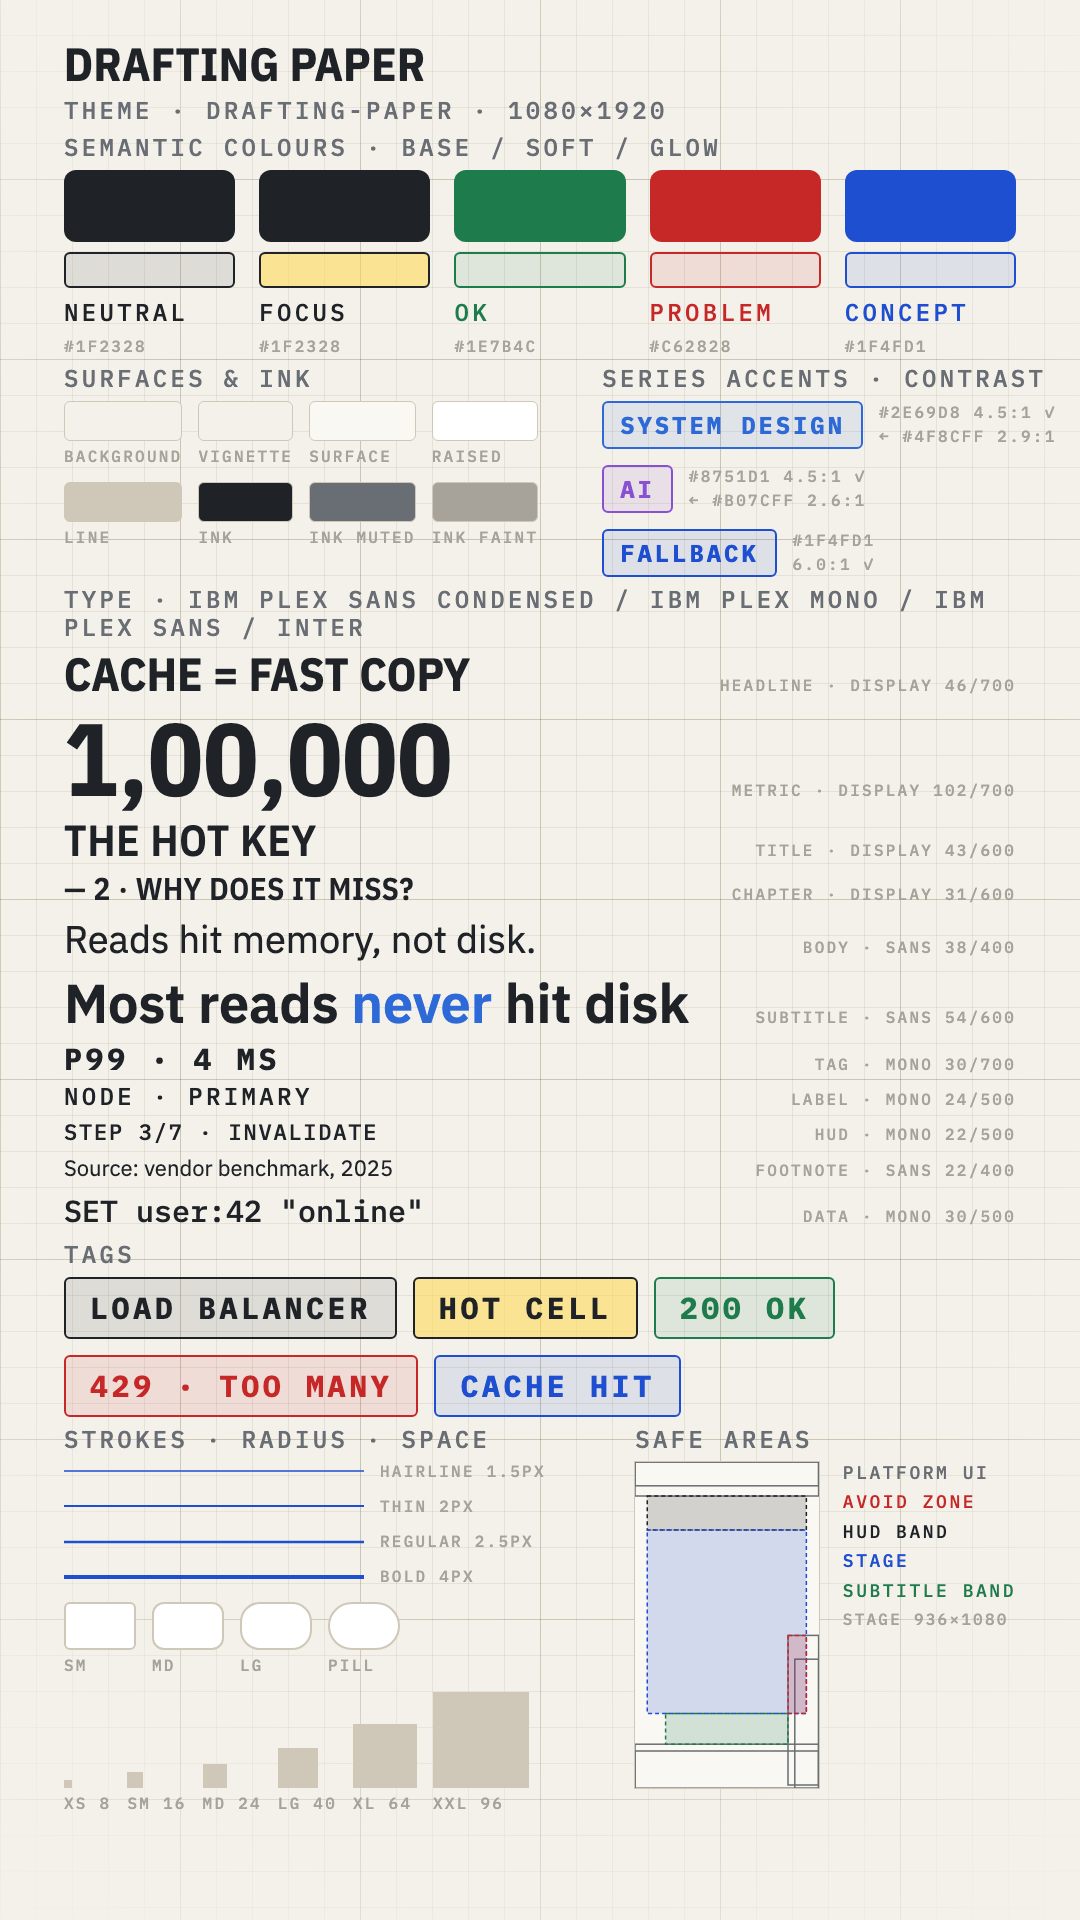 DRAFTING PAPER
THEME · DRAFTING-PAPER · 1080×1920
SEMANTIC COLOURS · BASE / SOFT / GLOW
NEUTRAL FOCUS OK PROBLEM CONCEPT
#1F2328 #1F2328 #1E7B4C #C62828 #1F4FD1
SURFACES & INK
BACKGROUND VIGNETTE SURFACE RAISED
LINE INK INK MUTED INK FAINT
SERIES ACCENTS · CONTRAST
SYSTEM DESIGN #2E69D8 4.5:1 √
← #4F8CFF 2.9:1
AI #8751D1 4.5:1 √
← #B07CFF 2.6:1
FALLBACK #1F4FD1
6.0:1 √
TYPE · IBM PLEX SANS CONDENSED / IBM PLEX MONO / IBM
PLEX SANS / INTER
CACHE = FAST COPY HEADLINE · DISPLAY 46/700
1,00,000 METRIC · DISPLAY 102/700
THE HOT KEY TITLE · DISPLAY 43/600
— 2 · WHY DOES IT MISS? CHAPTER · DISPLAY 31/600
Reads hit memory, not disk. BODY · SANS 38/400
Most reads never hit disk SUBTITLE · SANS 54/600
P99 · 4 MS TAG · MONO 30/700
NODE · PRIMARY LABEL · MONO 24/500
STEP 3/7 · INVALIDATE HUD · MONO 22/500
Source: vendor benchmark, 2025 FOOTNOTE · SANS 22/400
SET user:42 "online" DATA · MONO 30/500
TAGS
LOAD BALANCER HOT CELL 200 OK
429 · TOO MANY CACHE HIT
STROKES · RADIUS · SPACE
HAIRLINE 1.5PX
THIN 2PX
REGULAR 2.5PX
BOLD 4PX
SM MD LG PILL
XS 8 SM 16 MD 24 LG 40 XL 64 XXL 96
SAFE AREAS
PLATFORM UI
AVOID ZONE
HUD BAND
STAGE
SUBTITLE BAND
STAGE 936×1080